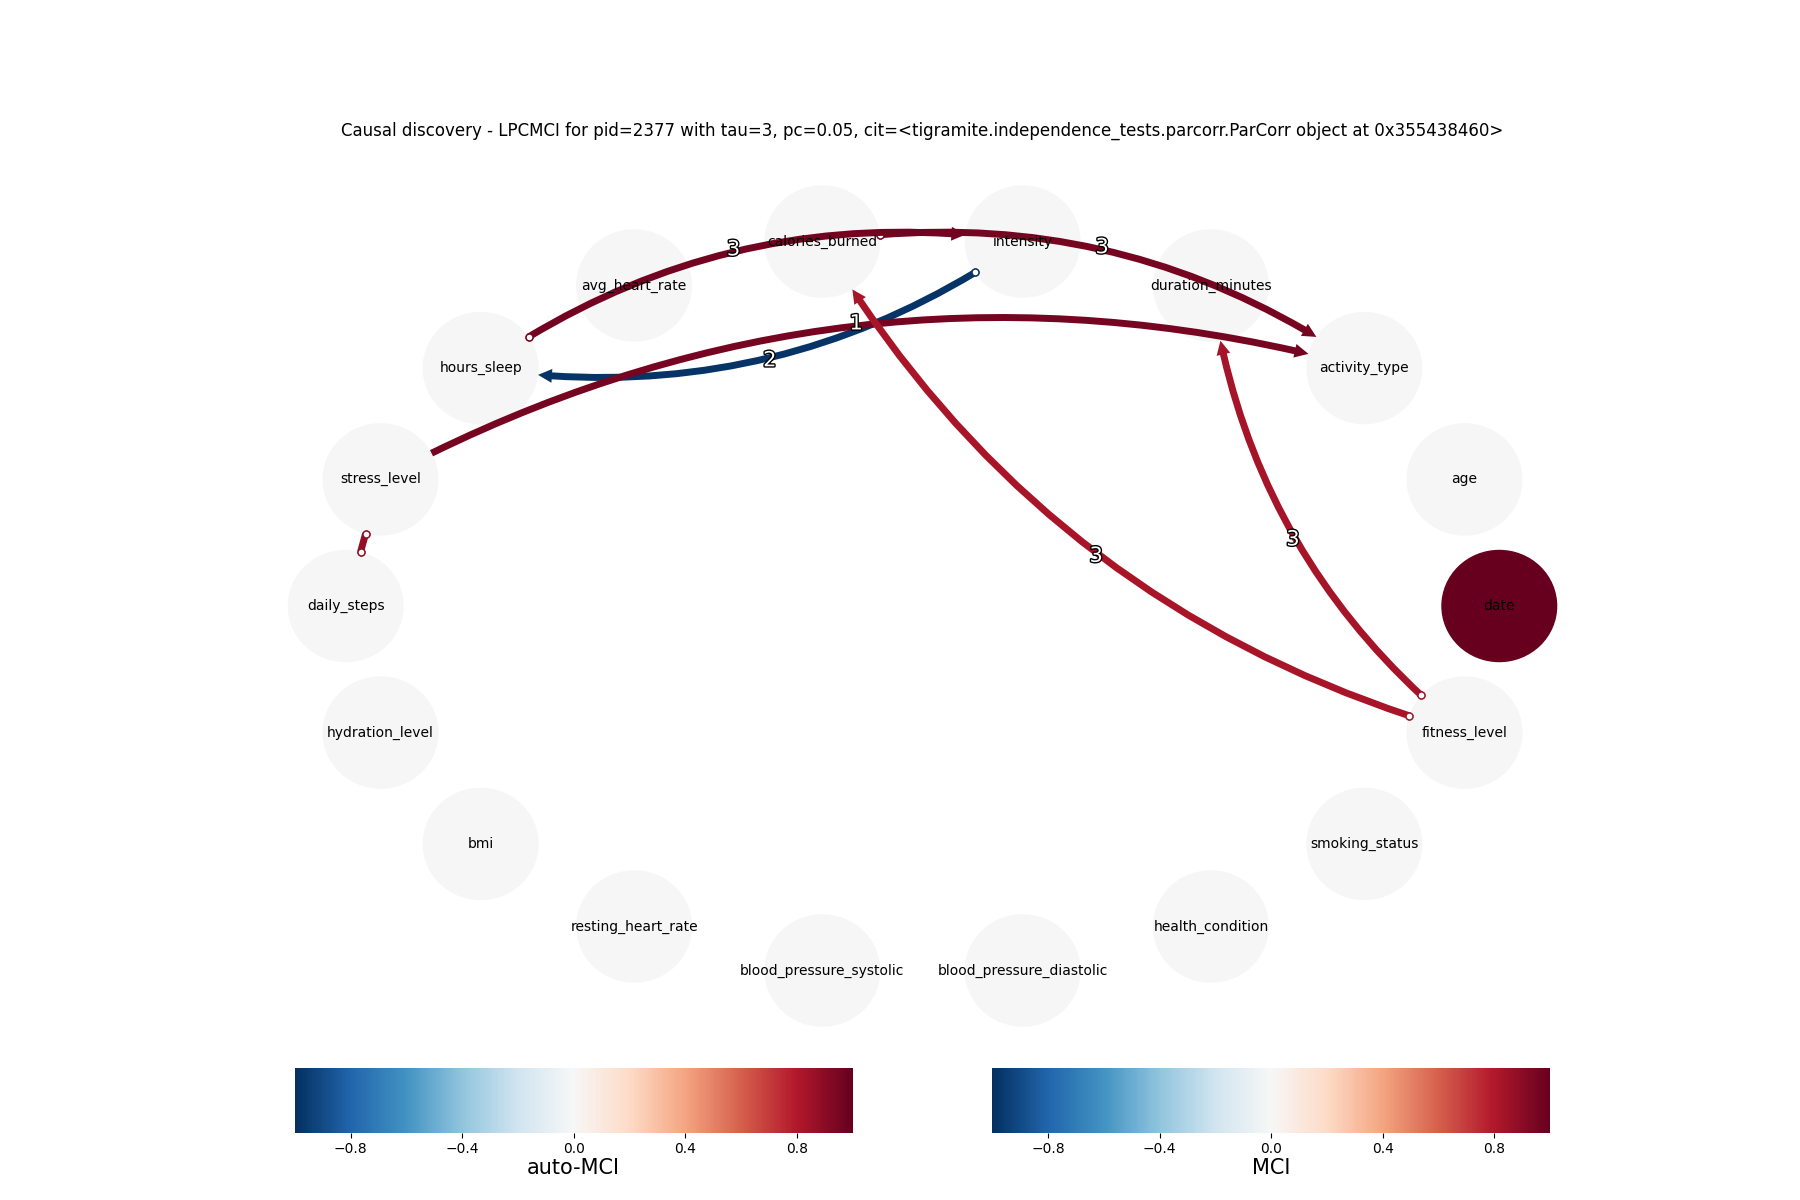 Causal discovery - LPCMCI for pid=2377 with tau=3, pc=0.05, cit=<tigramite.independence_tests.parcorr.ParCorr object at 0x355438460>
calories_burned
intensity
3
3
avg_heart_rate
duration_minutes
1
2
hours_sleep
activity_type
stress_level
age
3
3
daily_steps
date
hydration_level
fitness_level
bmi
smoking_status
resting_heart_rate
health_condition
blood_pressure_systolic
blood_pressure_diastolic
−0.8 −0.4 0.0 0.4 0.8
auto-MCI
−0.8 −0.4 0.0 0.4 0.8
MCI